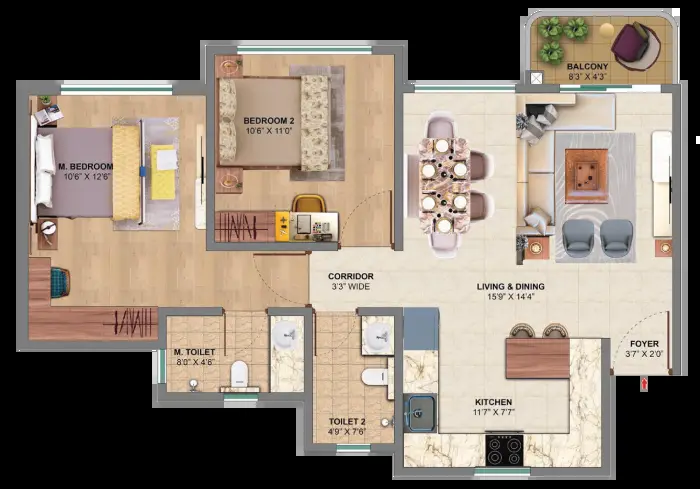 BALCONY
8'3" X 4'3"
BEDROOM 2
10'6" X 11'0"
M. BEDROOM
10'6" X 12'6"
CORRIDOR
3'3" WIDE
LIVING & DINING
15'9" X 14'4"
FOYER
3'7" X 2'0"
M. TOILET
8'0" X 4'6"
KITCHEN
11'7" X 7'7"
TOILET 2
4'9" X 7'6"